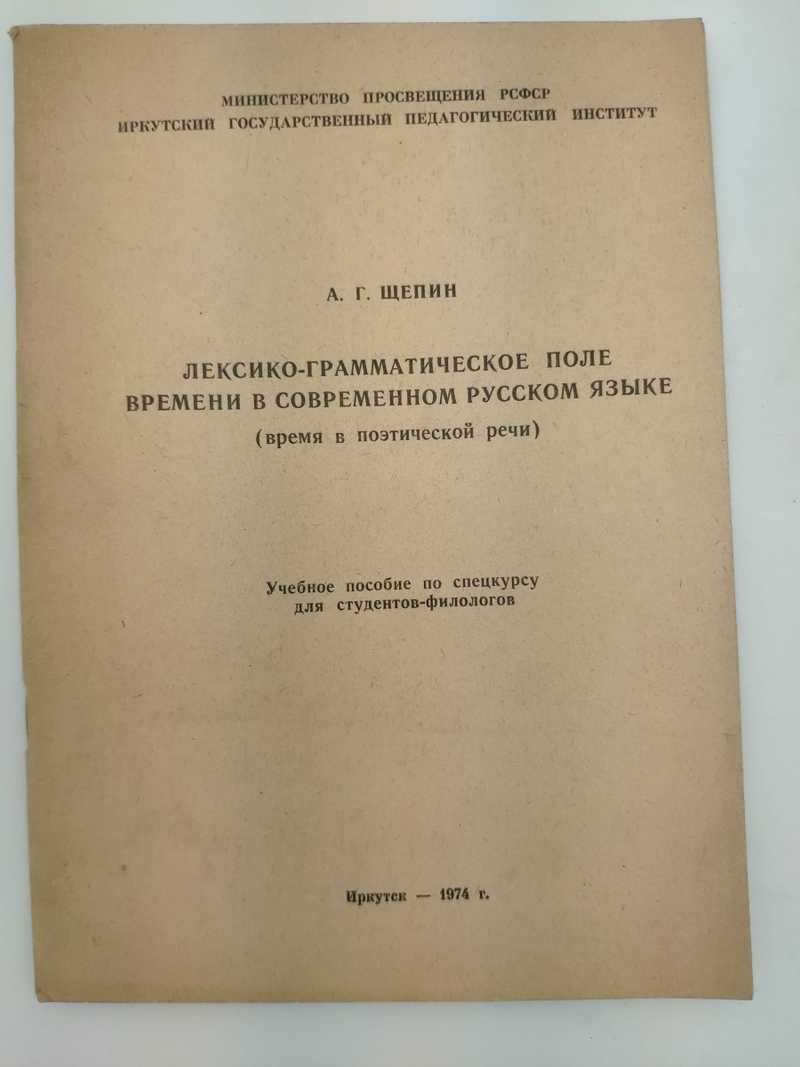 МИНИСТЕРСТВО ПРОСВЕЩЕНИЯ РСФСР
ИРКУТСКИЙ ГОСУДАРСТВЕННЫЙ ПЕДАГОГИЧЕСКИЙ ИНСТИТУТ
А. Г. ЩЕПИН
ЛЕКСИКО-ГРАММАТИЧЕСКОЕ ПОЛЕ
ВРЕМЕНИ В СОВРЕМЕННОМ РУССКОМ ЯЗЫКЕ
(время в поэтической речи)
Учебное пособие по спецкурсу
для студентов-филологов
Иркутск — 1974 г.